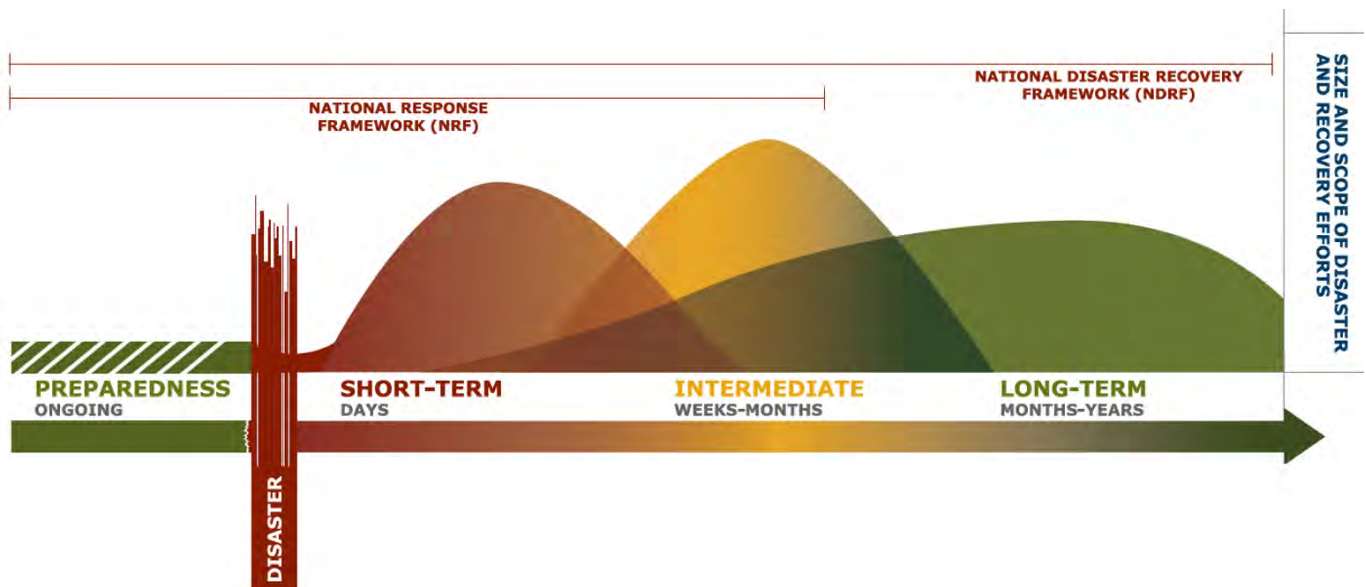 NATIONAL DISASTER RECOVERY
FRAMEWORK (NDRF)
NATIONAL RESPONSE
FRAMEWORK (NRF)
SIZE AND SCOPE OF DISASTER
AND RECOVERY EFFORTS
PREPAREDNESS
ONGOING
SHORT-TERM
DAYS
INTERMEDIATE
WEEKS-MONTHS
LONG-TERM
MONTHS-YEARS
DISASTER